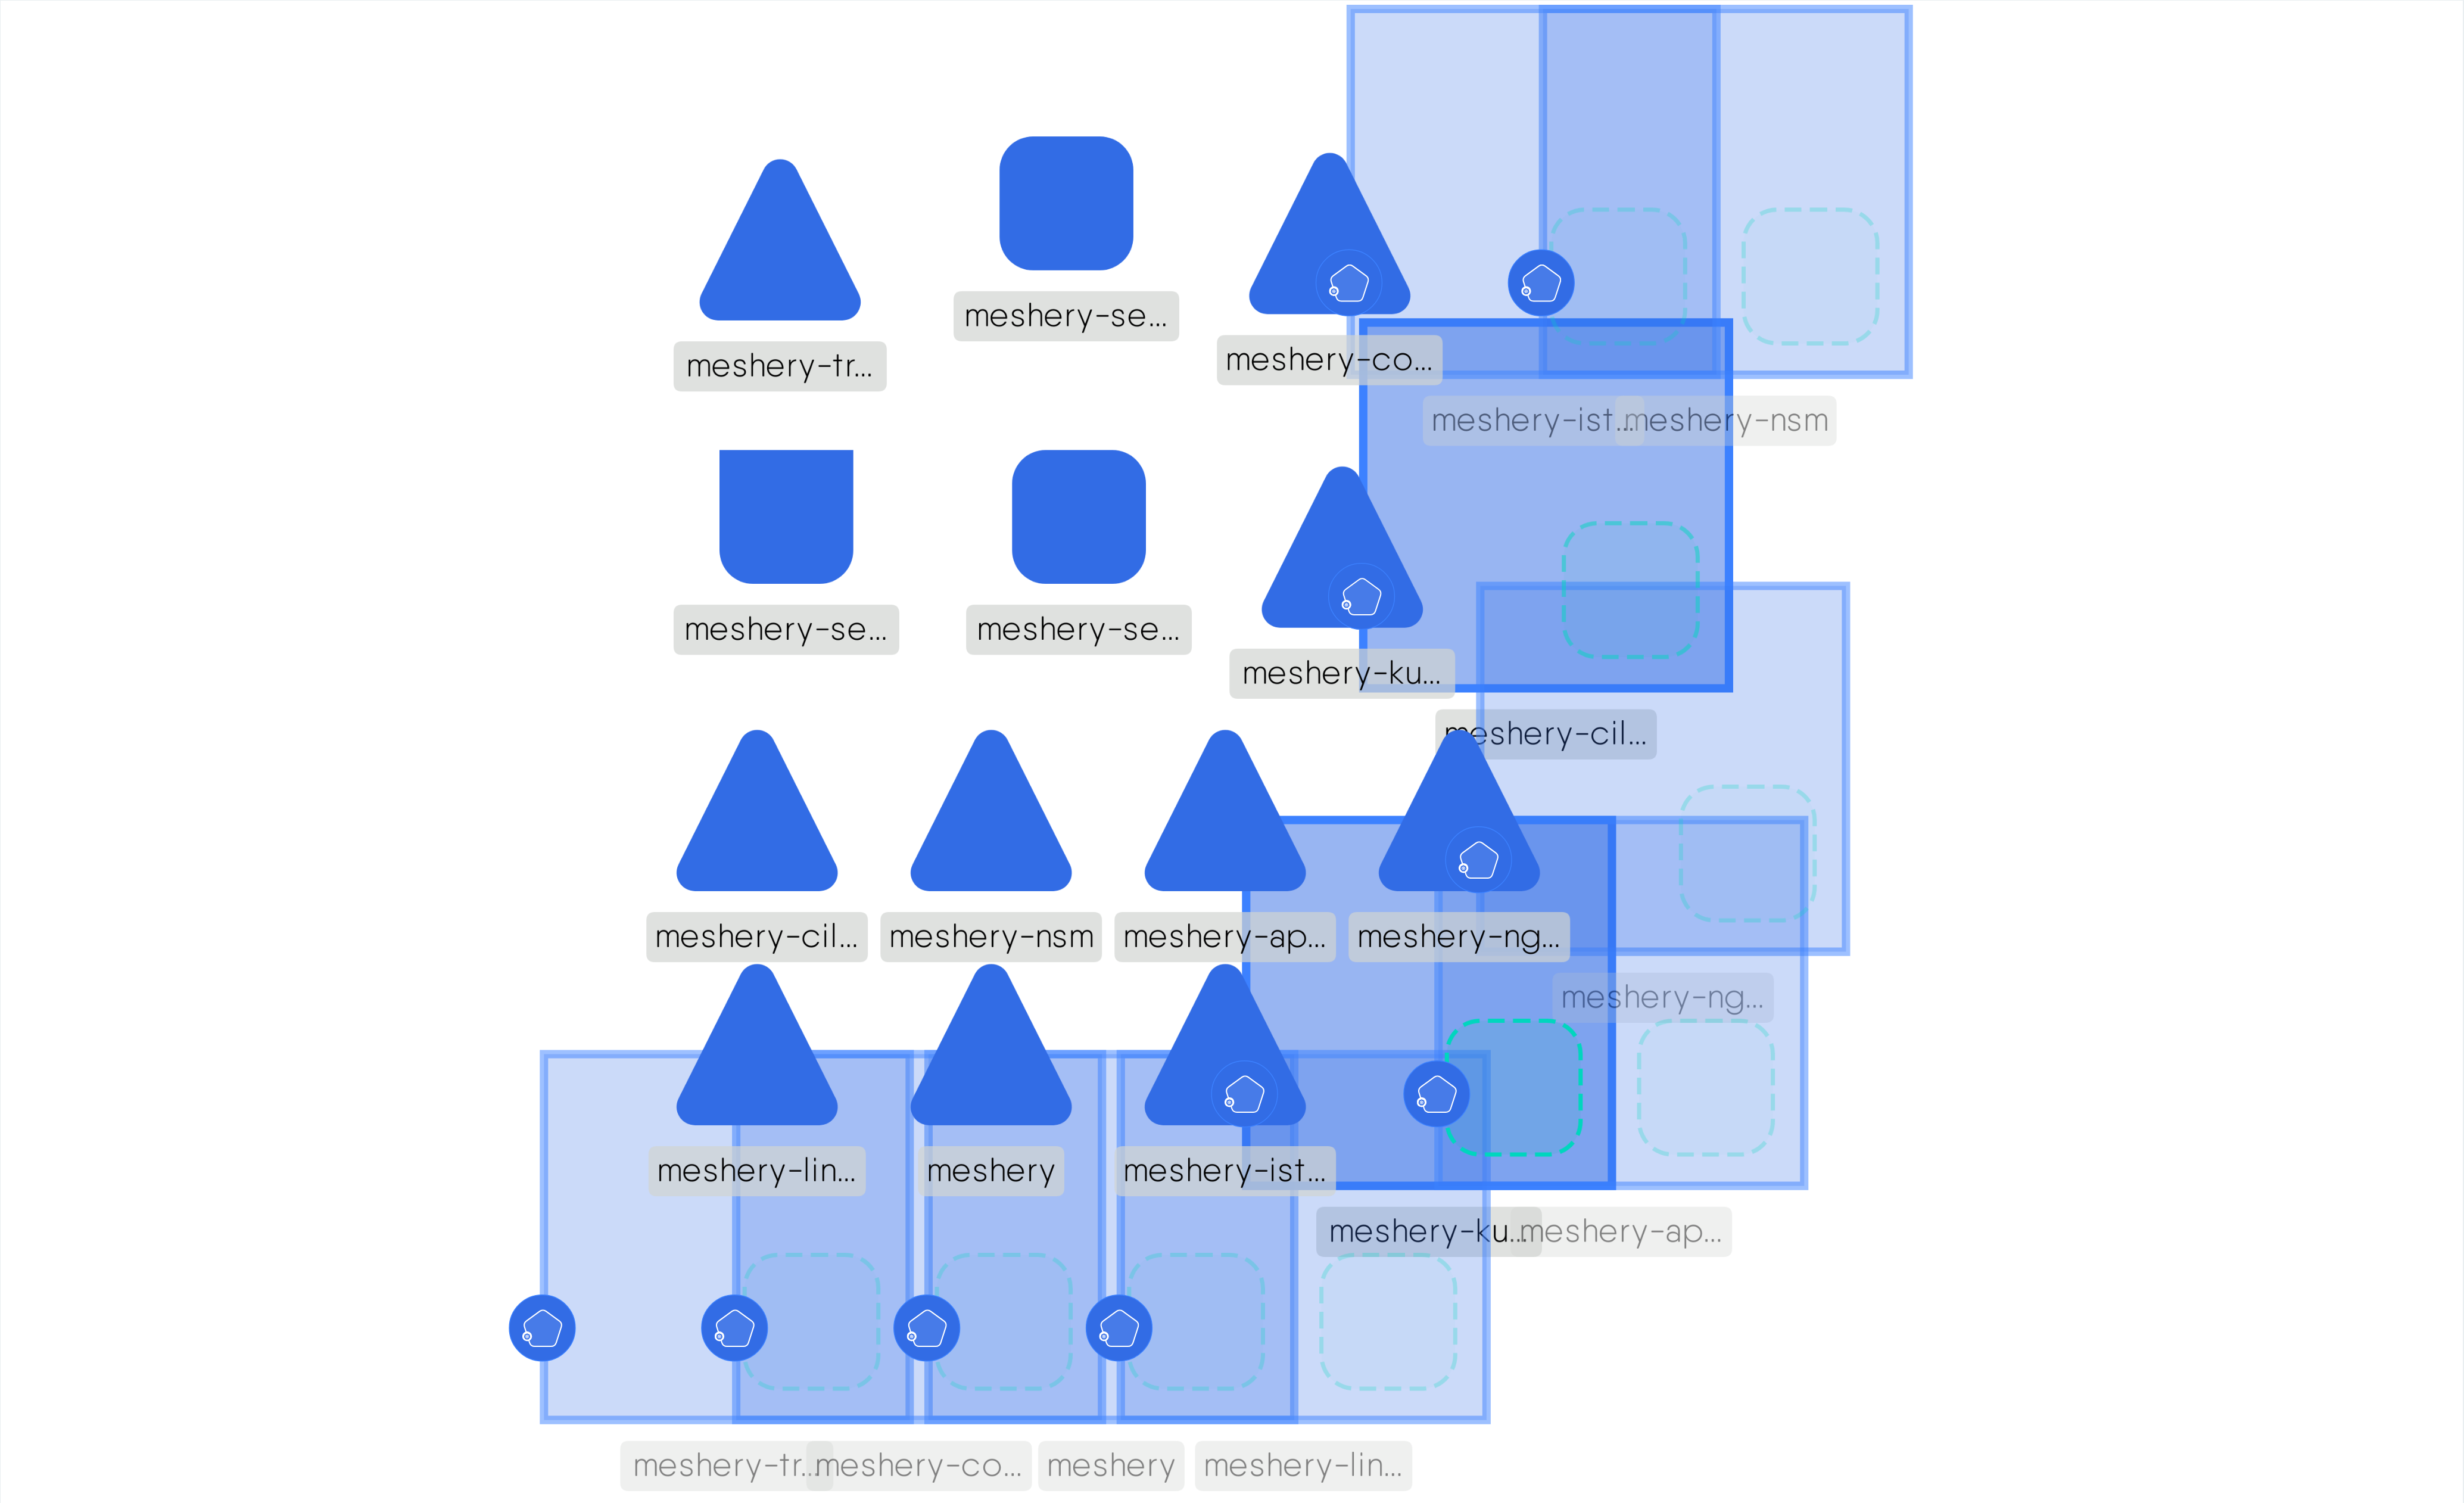 meshery-se...
meshery-co...
meshery-tr...
meshery-ist...
meshery-nsm
meshery-se...
meshery-se...
meshery-ku...
meshery-cil...
meshery-cil...
meshery-nsm
meshery-ap...
meshery-ng...
meshery-ng...
meshery-lin...
meshery
meshery-ist...
meshery-ku...
meshery-ap...
meshery-tr...
meshery-co...
meshery
meshery-lin...